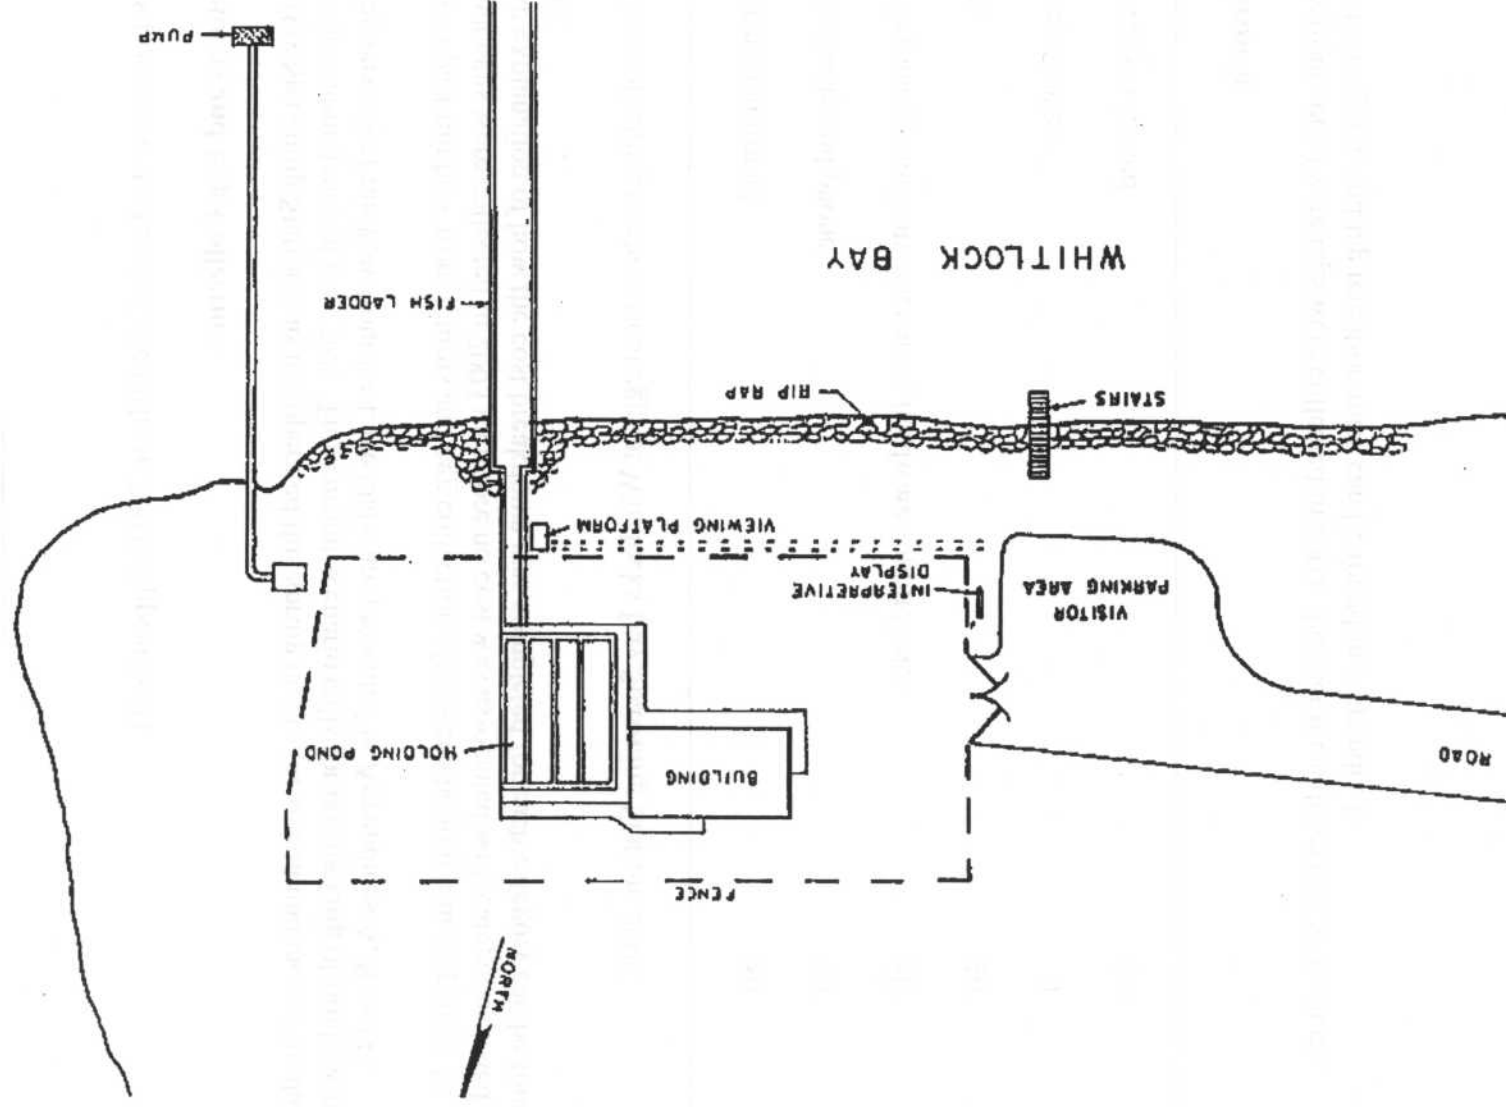 NORTH
FENCE
ROAD
BUILDING
HOLDING POND
VISITOR
PARKING AREA
INTERPRETIVE
DISPLAY
VIEWING PLATFORM
STAIRS
RIP RAP
FISH LADDER
WHITLOCK BAY
PUMP